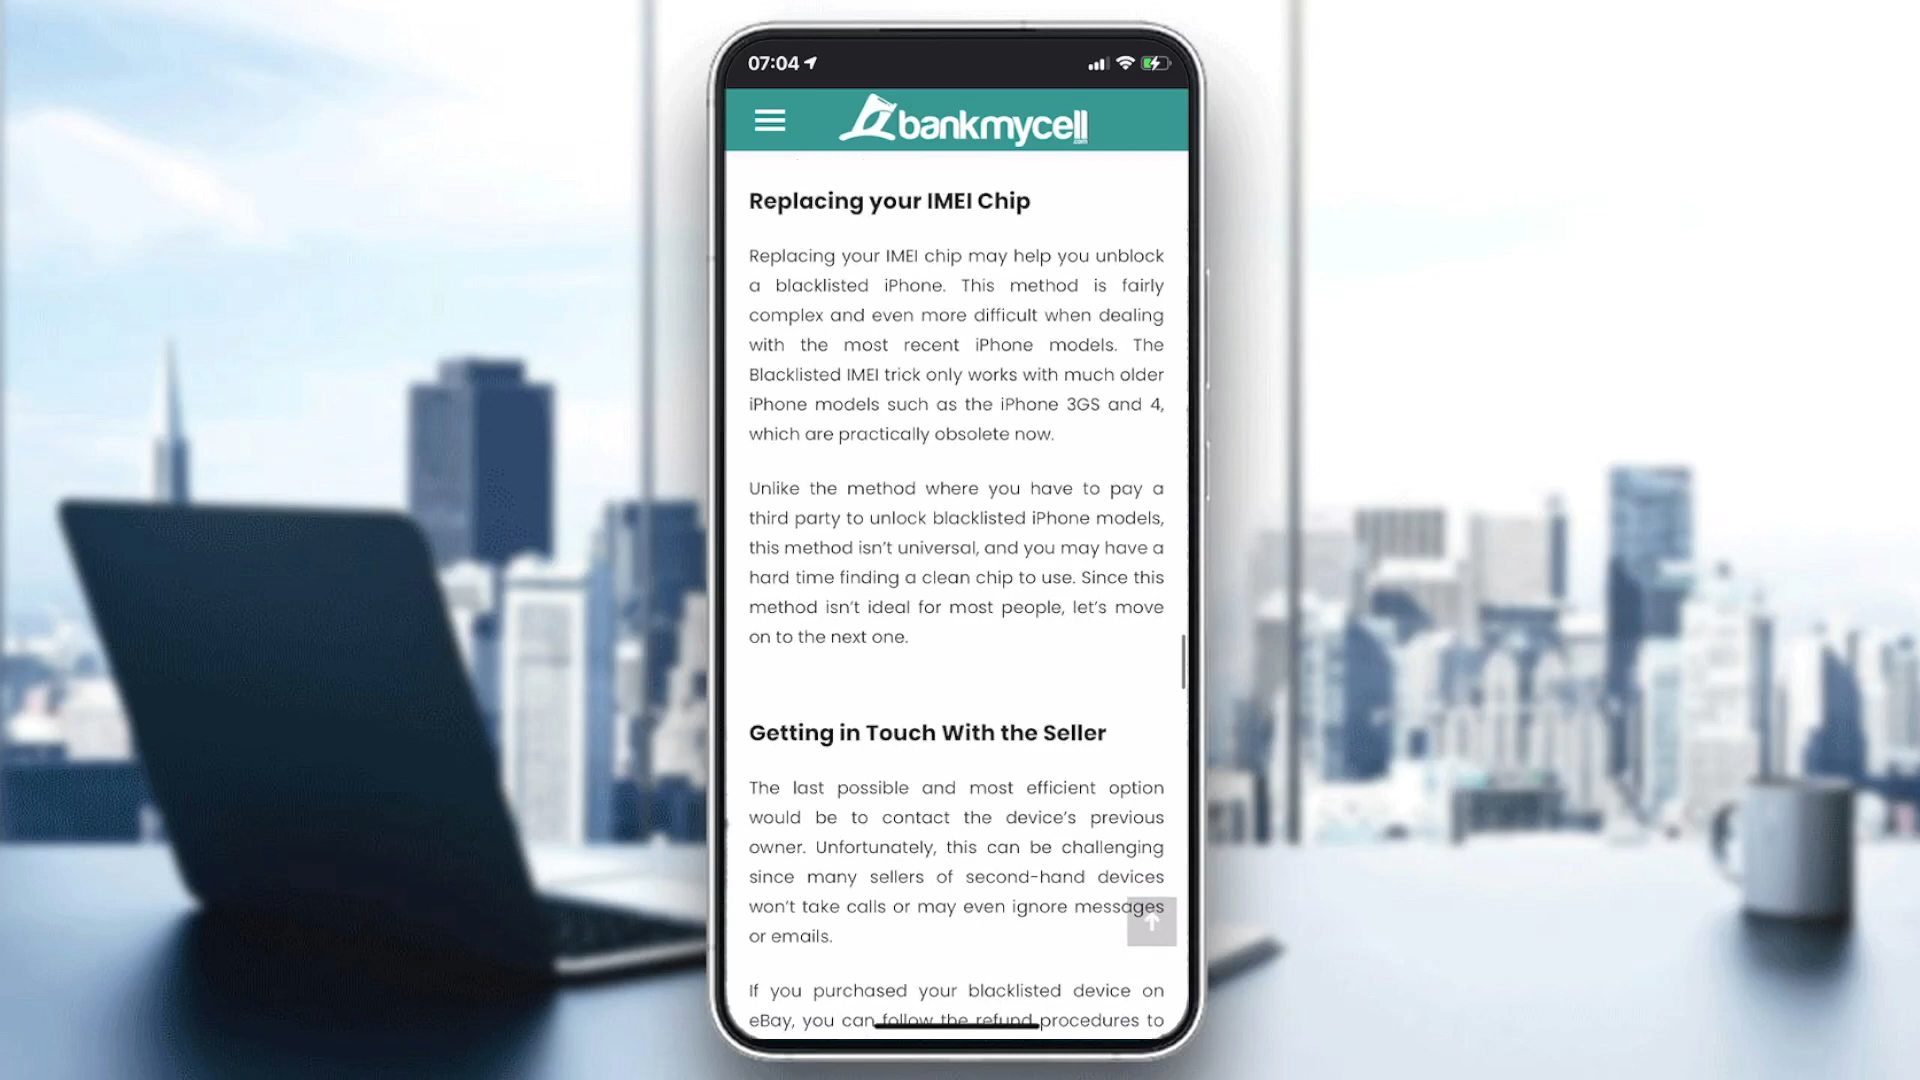 07:04
bankmycell
.com
Replacing your IMEI Chip
Replacing your IMEI chip may help you unblock
a blacklisted iPhone. This method is fairly
complex and even more difficult when dealing
with the most recent iPhone models. The
Blacklisted IMEI trick only works with much older
iPhone models such as the iPhone 3GS and 4,
which are practically obsolete now.
Unlike the method where you have to pay a
third party to unlock blacklisted iPhone models,
this method isn't universal, and you may have a
hard time finding a clean chip to use. Since this
method isn't ideal for most people, let's move
on to the next one.
Getting in Touch With the Seller
The last possible and most efficient option
would be to contact the device's previous
owner. Unfortunately, this can be challenging
since many sellers of second-hand devices
won't take calls or may even ignore messages
or emails.
If you purchased your blacklisted device on
eBay, you can follow the refund procedures to